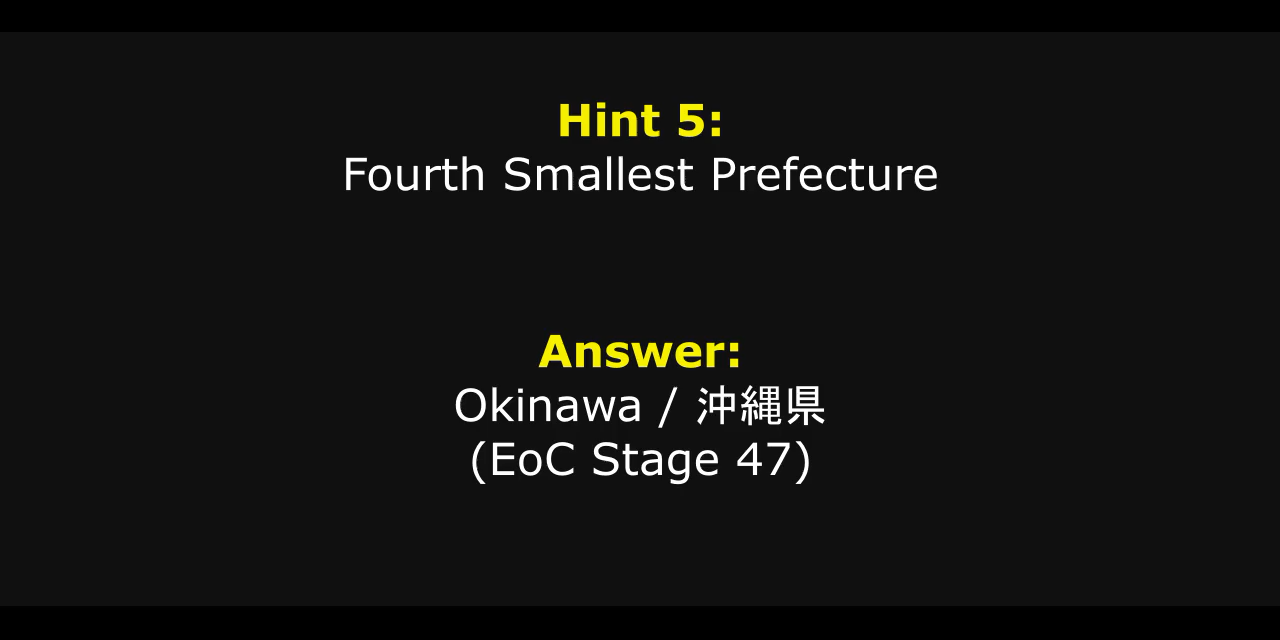 Hint 5:
Fourth Smallest Prefecture
Answer:
Okinawa / 沖縄県
(EoC Stage 47)